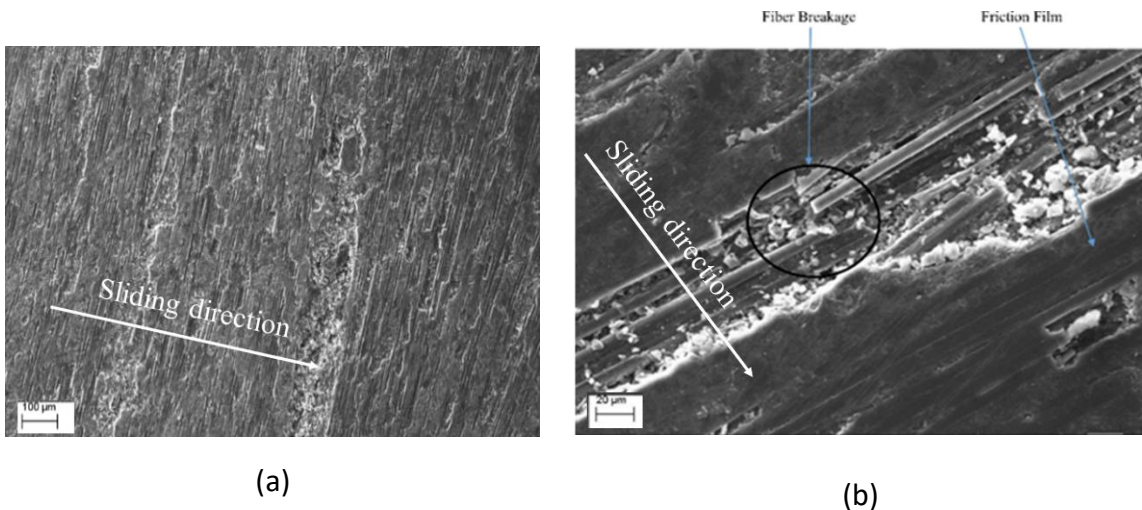 Fiber Breakage
Friction Film
Sliding direction
100 µm
(a)
Sliding direction
20 µm
(b)